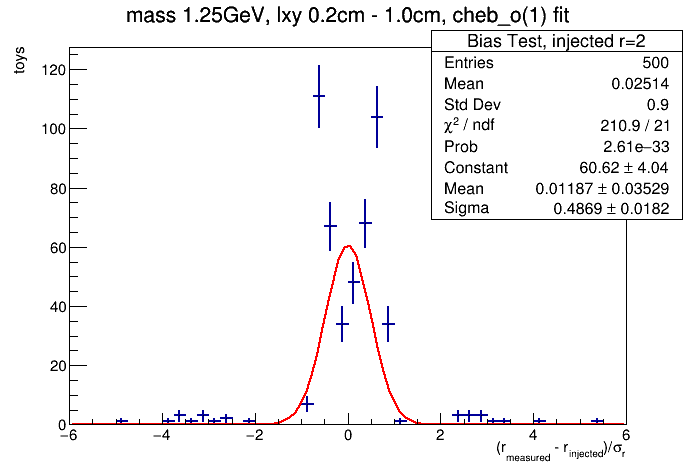 mass 1.25GeV, lxy 0.2cm - 1.0cm, cheb_o(1) fit
Bias Test, injected r=2
Entries 500
Mean 0.02514
Std Dev 0.9
χ² / ndf 210.9 / 21
Prob 2.61e−33
Constant 60.62 ± 4.04
Mean 0.01187 ± 0.03529
Sigma 0.4869 ± 0.0182
toys
120
100
80
60
40
20
0
−6 −4 −2 0 2 4 6
(r_measured - r_injected)/σ_r